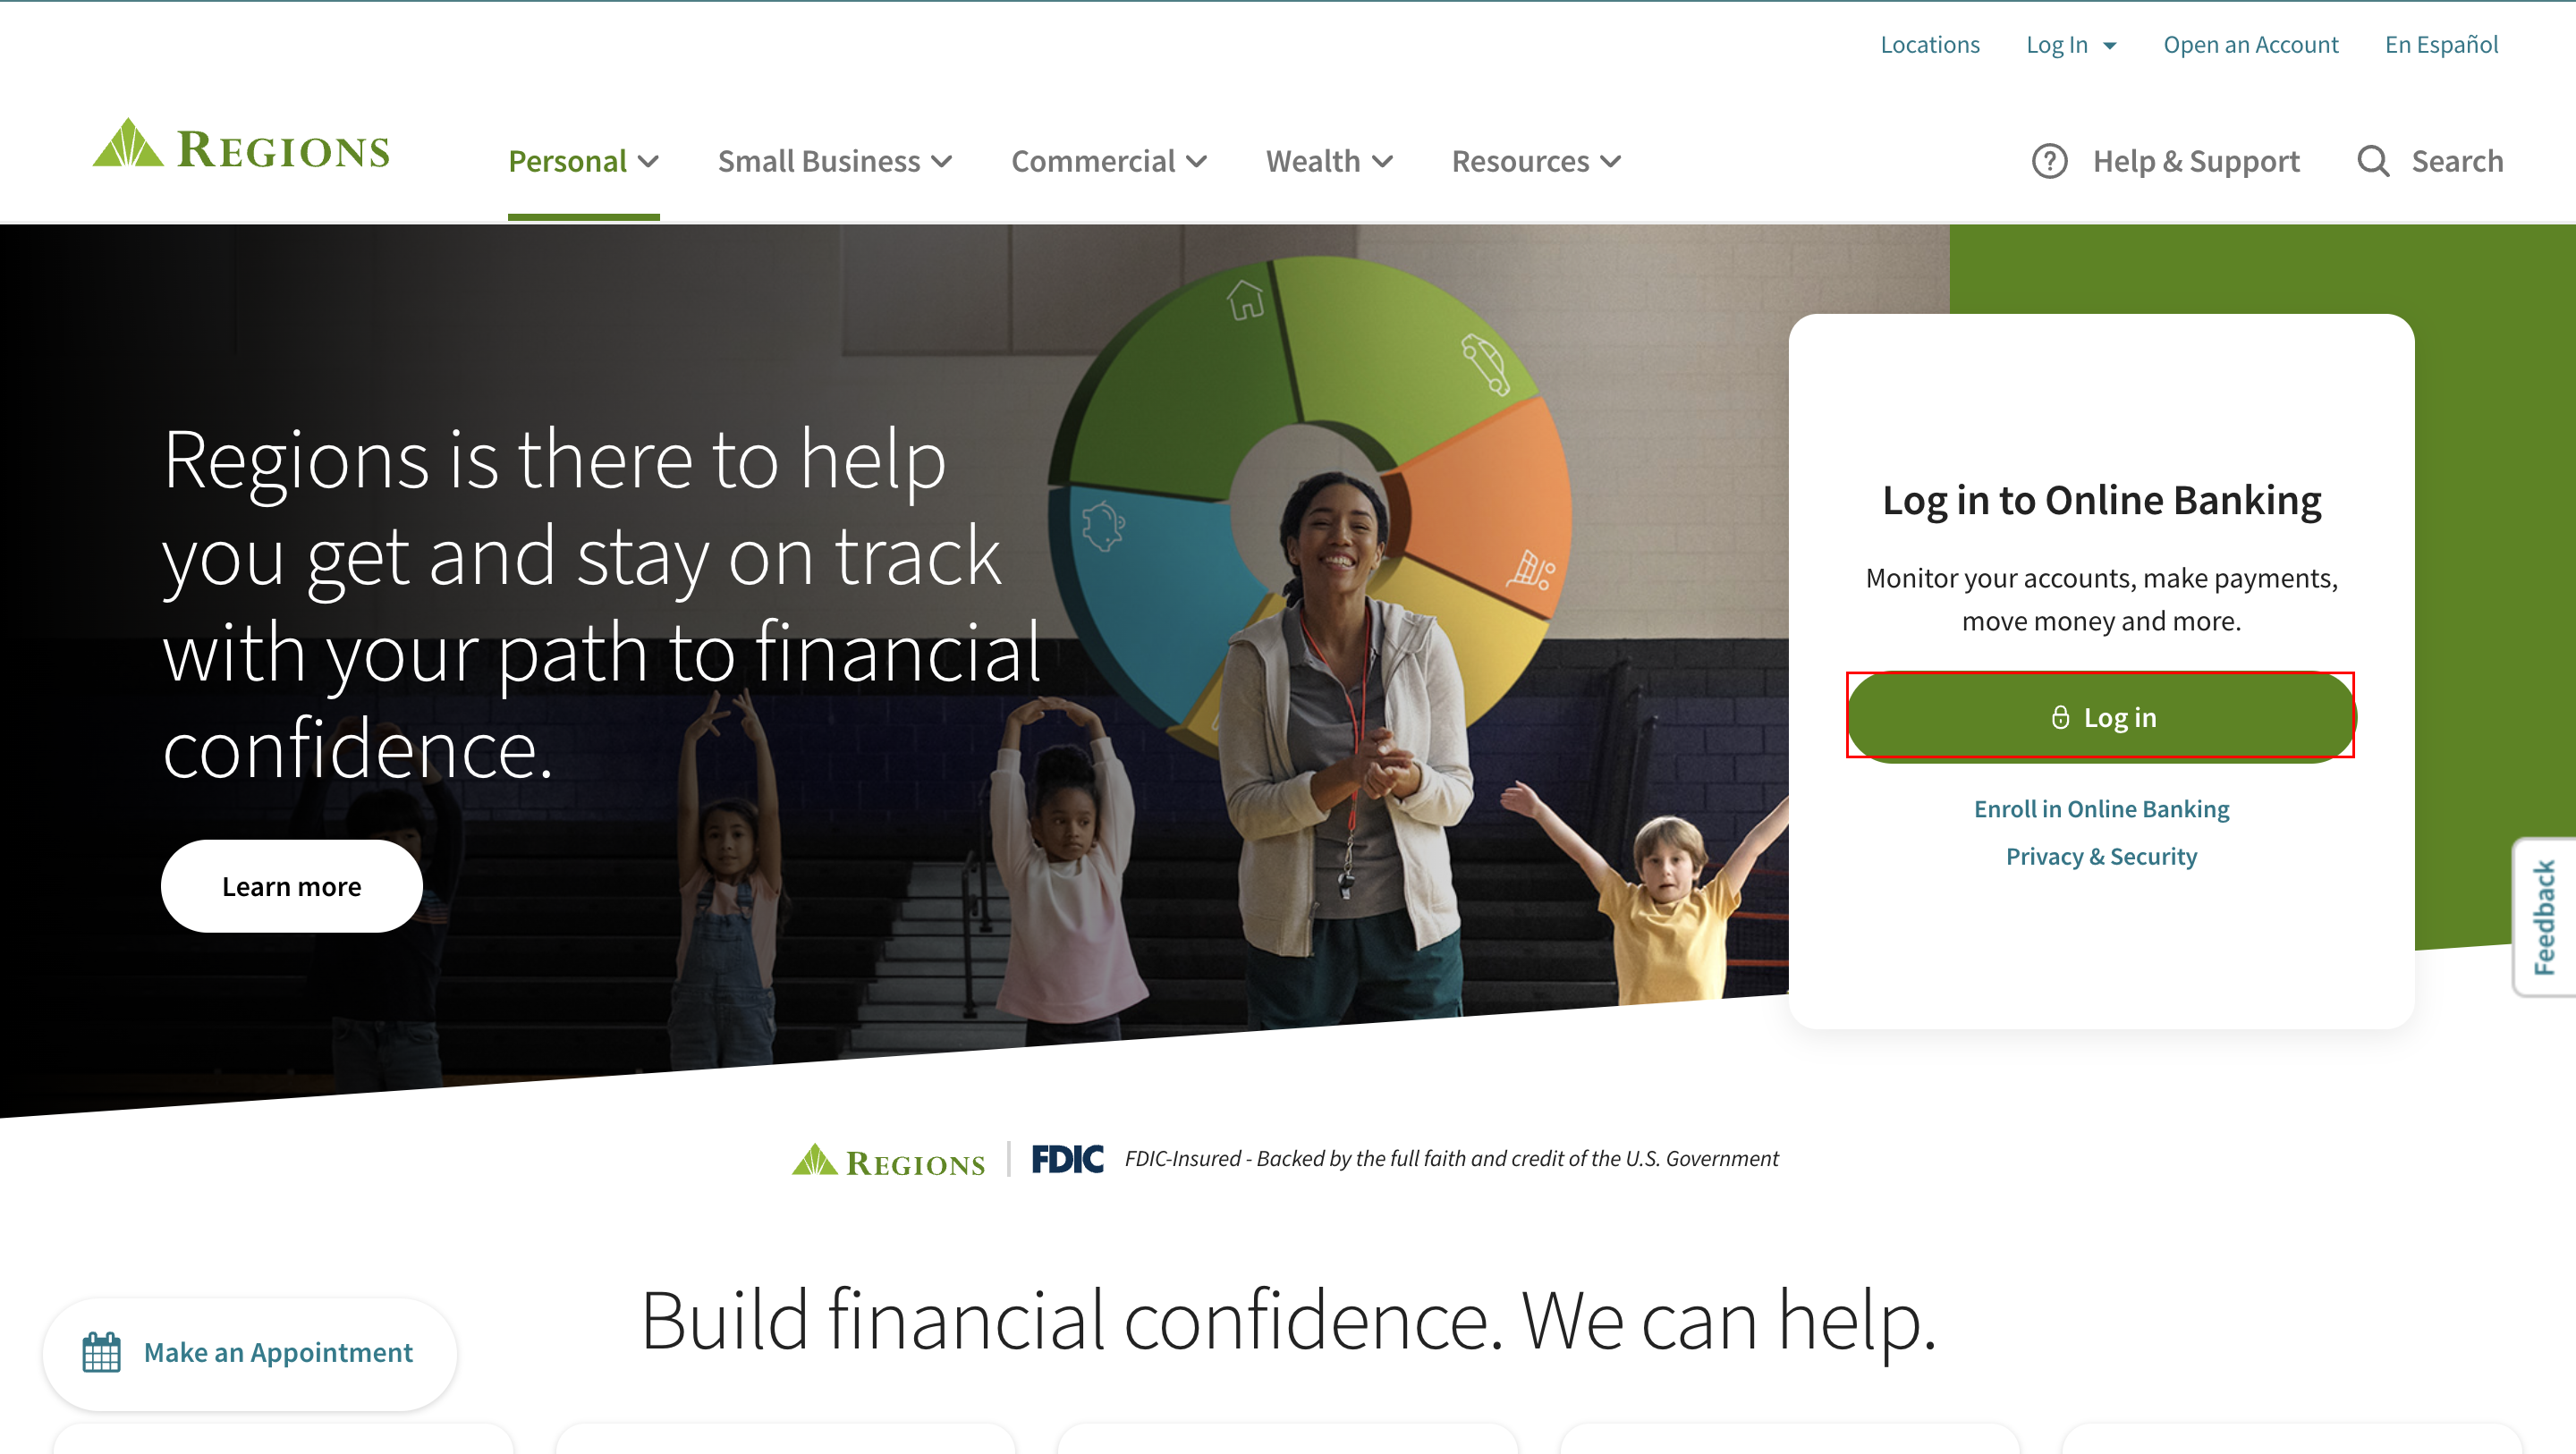 Locations Log In Open an Account En Español
REGIONS Personal Small Business Commercial Wealth Resources Help & Support Search
Regions is there to help
you get and stay on track
with your path to financial
confidence.
Learn more
Log in to Online Banking
Monitor your accounts, make payments,
move money and more.
Log in
Enroll in Online Banking
Privacy & Security
Feedback
REGIONS FDIC FDIC-Insured - Backed by the full faith and credit of the U.S. Government
Build financial confidence. We can help.
Make an Appointment